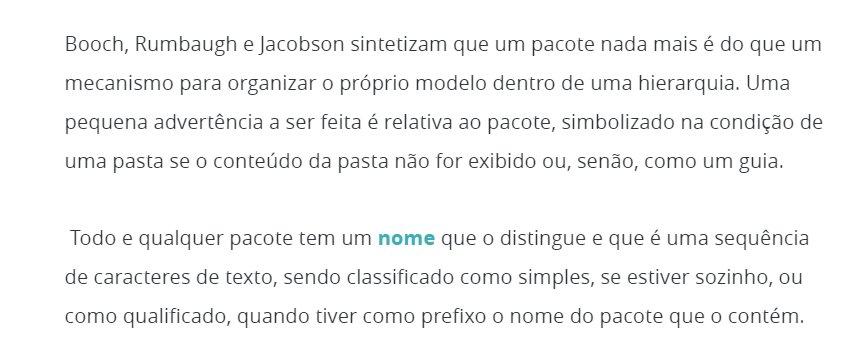 Booch, Rumbaugh e Jacobson sintetizam que um pacote nada mais é do que um
mecanismo para organizar o próprio modelo dentro de uma hierarquia. Uma
pequena advertência a ser feita é relativa ao pacote, simbolizado na condição de
uma pasta se o conteúdo da pasta não for exibido ou, senão, como um guia.
Todo e qualquer pacote tem um nome que o distingue e que é uma sequência
de caracteres de texto, sendo classificado como simples, se estiver sozinho, ou
como qualificado, quando tiver como prefixo o nome do pacote que o contém.